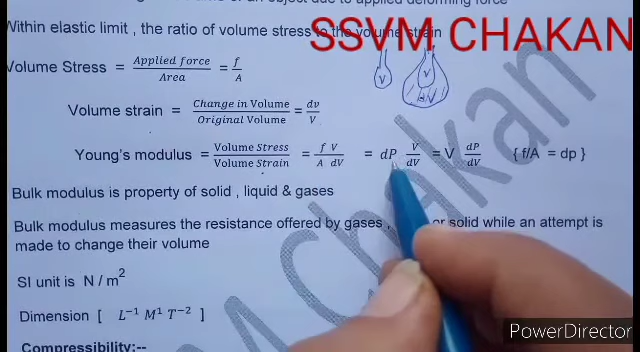 SSVM CHAKAN
Within elastic limit , the ratio of volume stress to the volume strain
Volume Stress = Applied force / Area = f / A
Volume strain = Change in Volume / Original Volume = dv / V
Young's modulus = Volume Stress / Volume Strain = f V / A dV = dP V / dV = V dP / dV { f/A = dp }
Bulk modulus is property of solid , liquid & gases
Bulk modulus measures the resistance offered by gases , or solid while an attempt is
made to change their volume
SI unit is N / m²
Dimension [ L⁻¹ M¹ T⁻² ]
Compressibility:--
PowerDirector
V
V